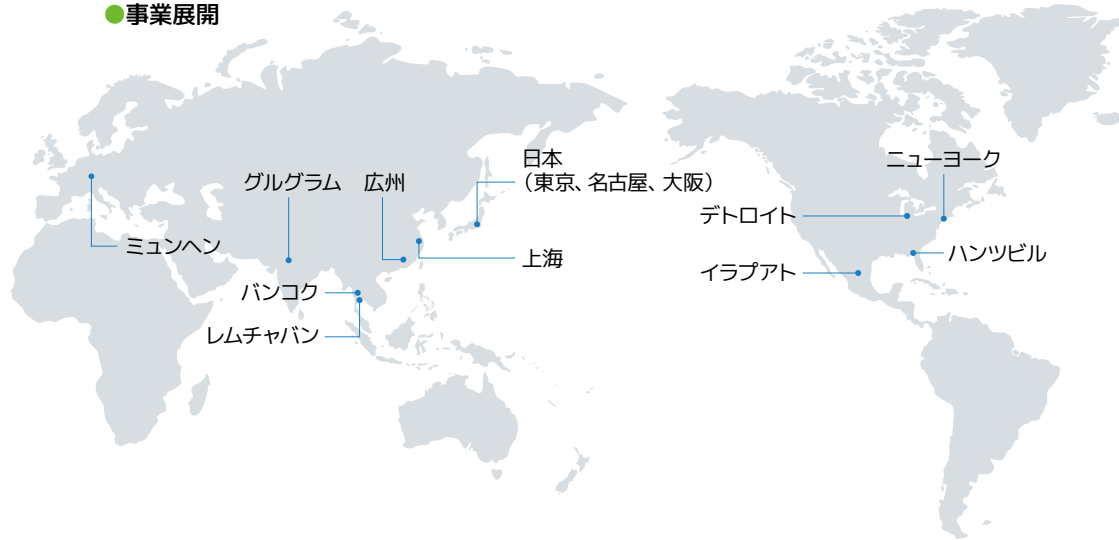 ●事業展開
日本
（東京、名古屋、大阪）
ニューヨーク
グルグラム
広州
デトロイト
ミュンヘン
上海
ハンツビル
イラプアト
バンコク
レムチャバン